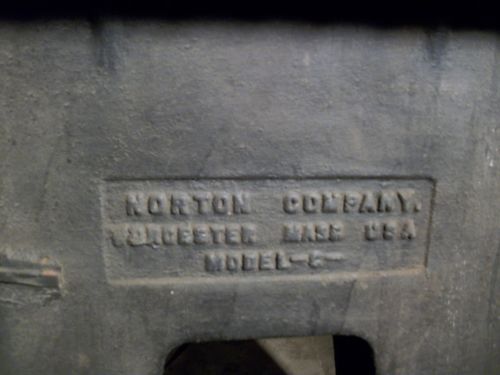 NORTON COMPANY.
WORCESTER MASS USA
MODEL